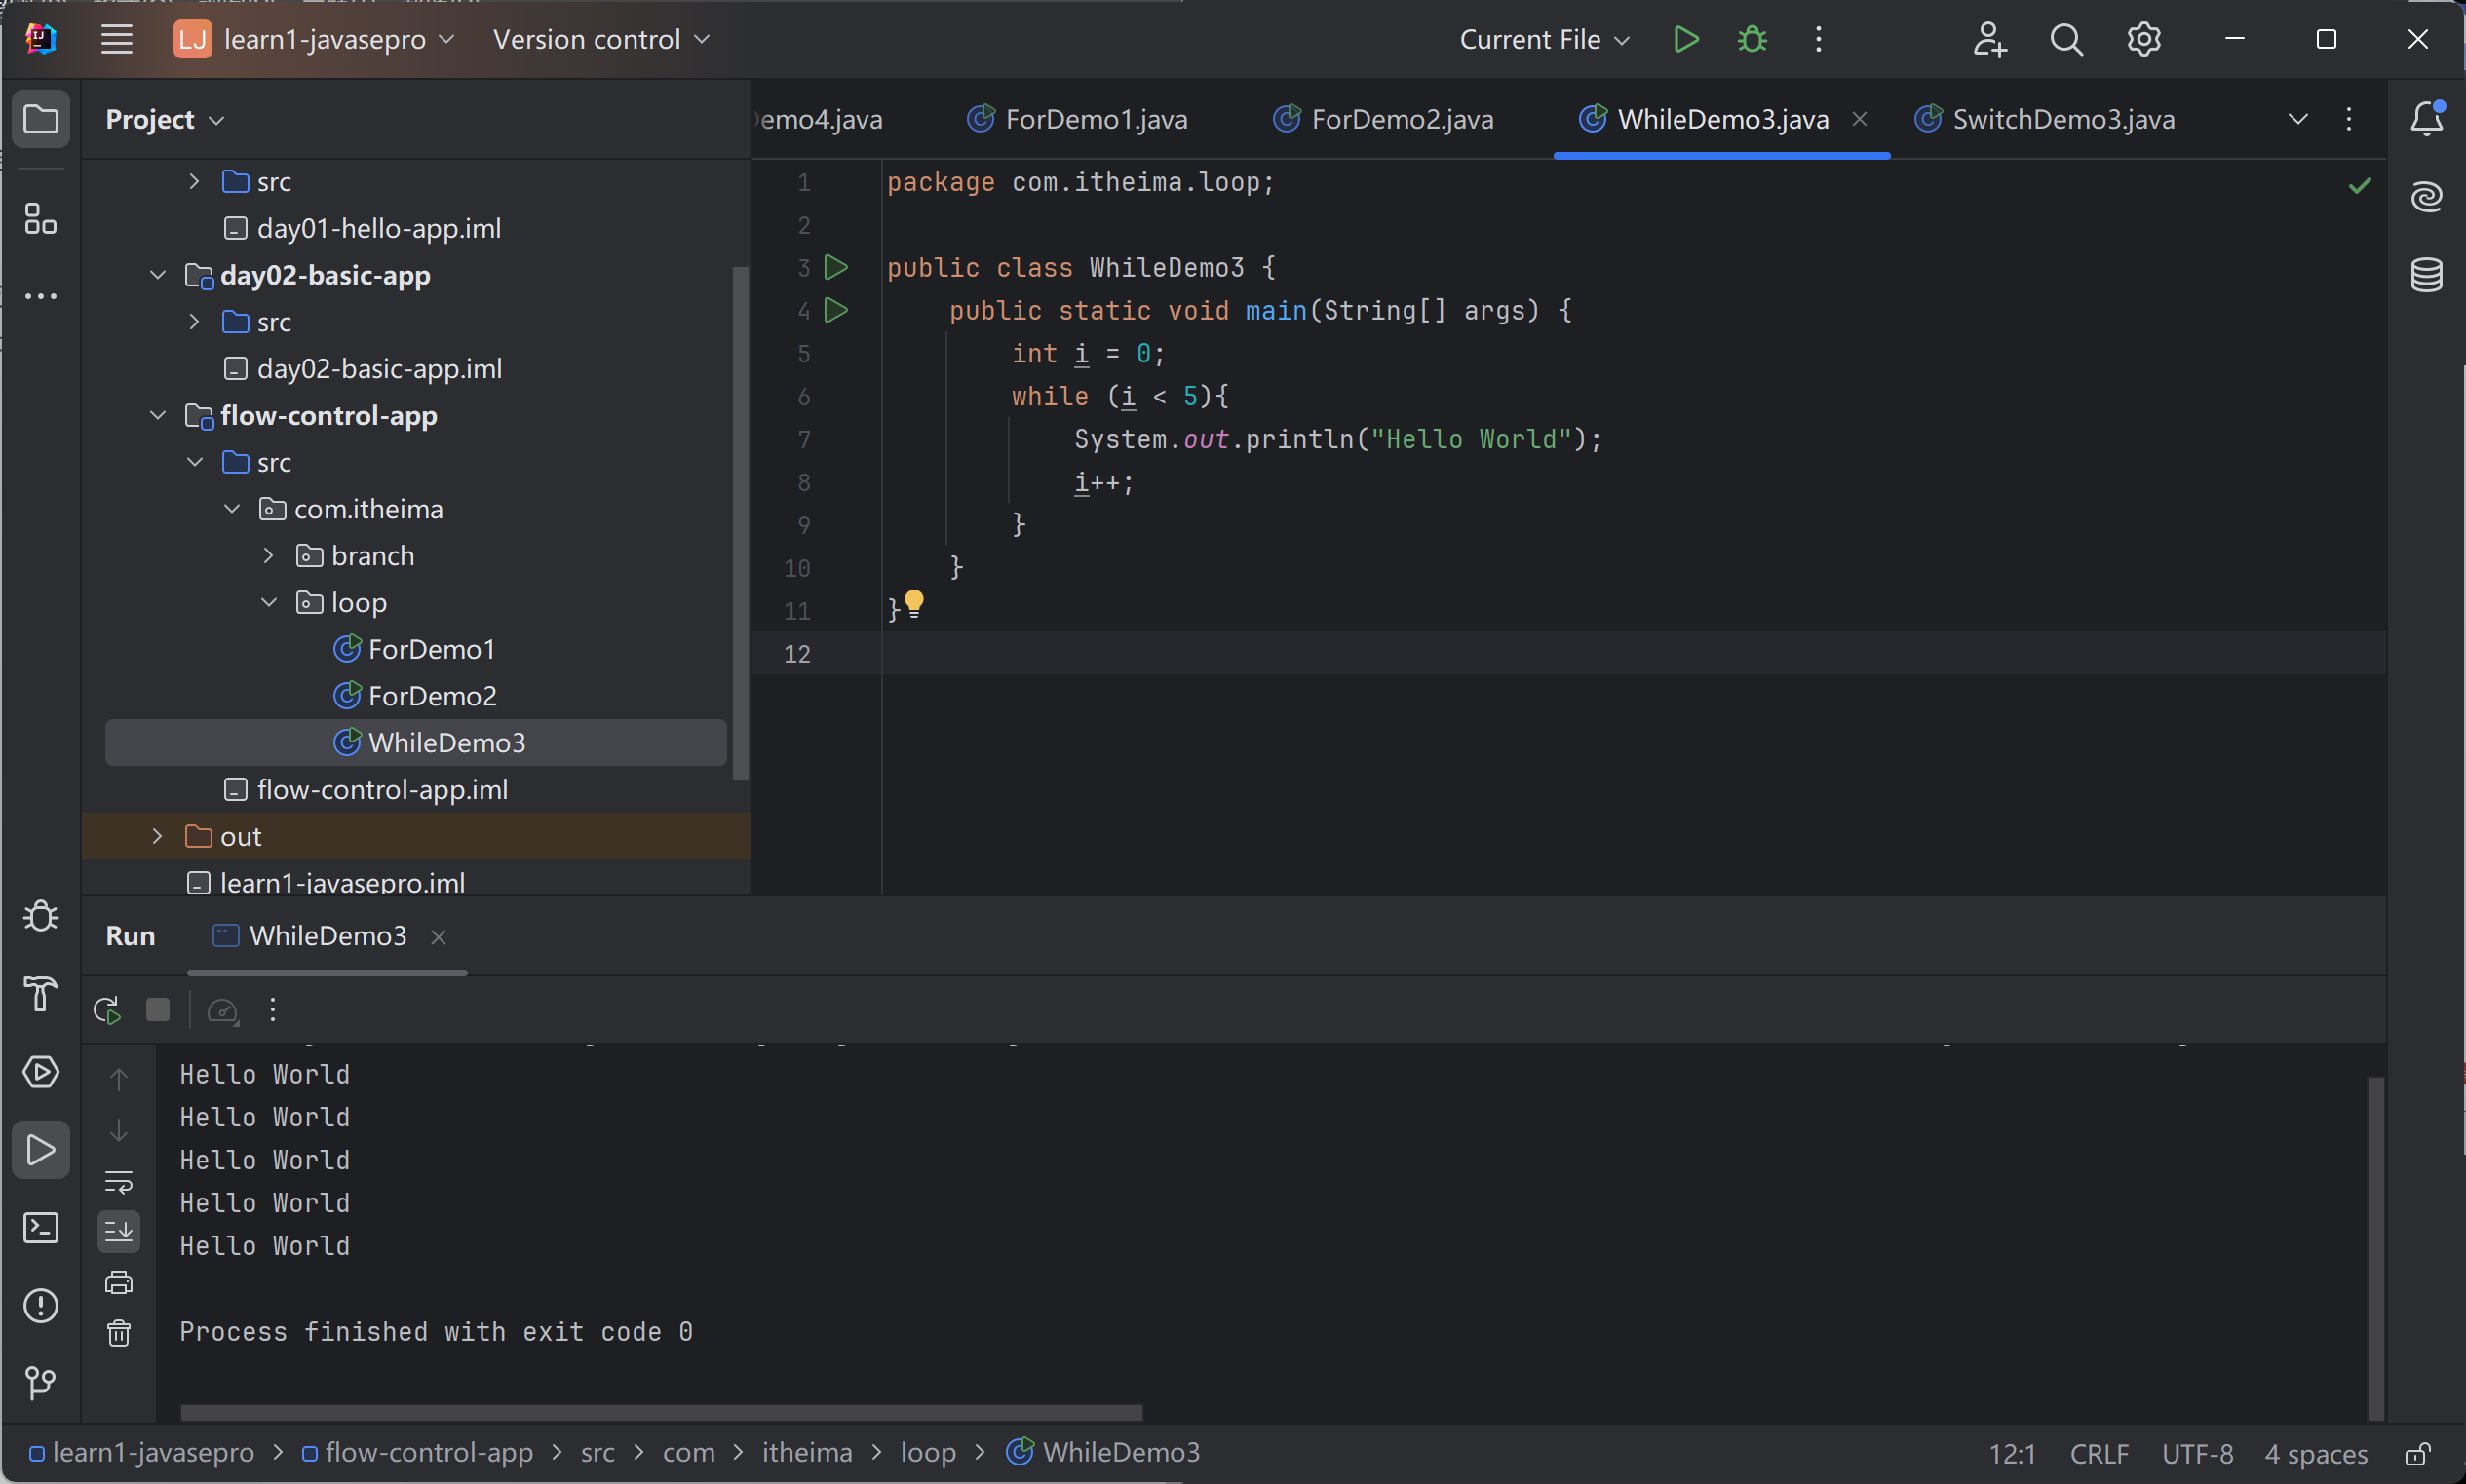 LJ learn1-javasepro Version control Current File
Project
emo4.java ForDemo1.java ForDemo2.java WhileDemo3.java SwitchDemo3.java
src
day01-hello-app.iml
day02-basic-app
src
day02-basic-app.iml
flow-control-app
src
com.itheima
branch
loop
ForDemo1
ForDemo2
WhileDemo3
flow-control-app.iml
out
learn1-javasepro.iml
1 package com.itheima.loop;
2
3 public class WhileDemo3 {
4 public static void main(String[] args) {
5 int i = 0;
6 while (i < 5){
7 System.out.println("Hello World");
8 i++;
9 }
10 }
11 }
12
Run WhileDemo3
Hello World
Hello World
Hello World
Hello World
Hello World
Process finished with exit code 0
learn1-javasepro > flow-control-app > src > com > itheima > loop > WhileDemo3 12:1 CRLF UTF-8 4 spaces